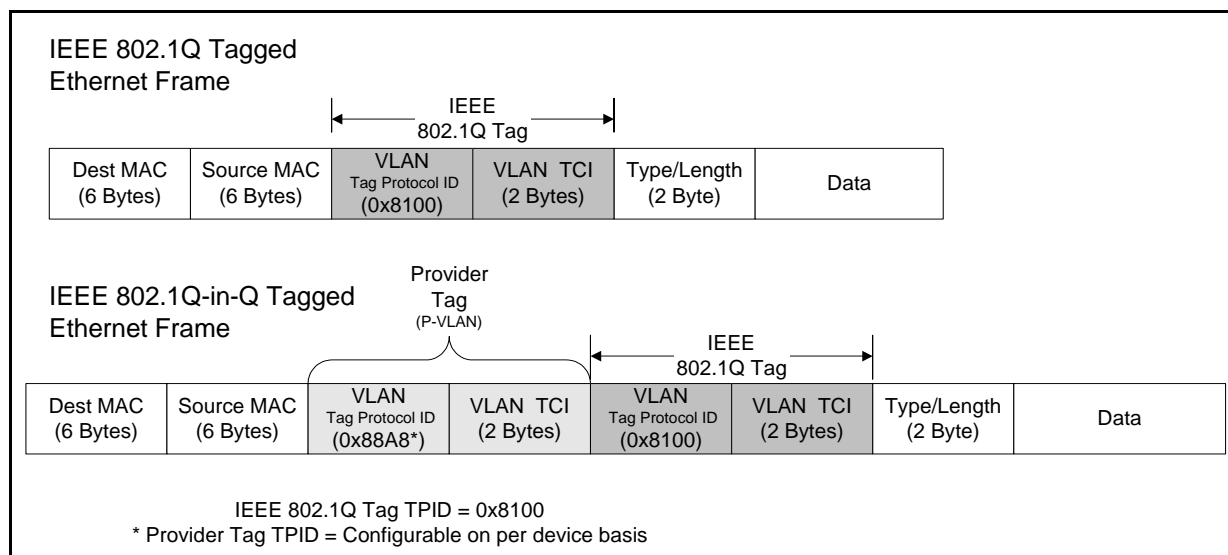 IEEE 802.1Q Tagged
Ethernet Frame
IEEE
802.1Q Tag
Dest MAC
(6 Bytes)
Source MAC
(6 Bytes)
VLAN
Tag Protocol ID
(0x8100)
VLAN TCI
(2 Bytes)
Type/Length
(2 Byte)
Data
IEEE 802.1Q-in-Q Tagged
Ethernet Frame
Provider
Tag
(P-VLAN)
IEEE
802.1Q Tag
Dest MAC
(6 Bytes)
Source MAC
(6 Bytes)
VLAN
Tag Protocol ID
(0x88A8*)
VLAN TCI
(2 Bytes)
VLAN
Tag Protocol ID
(0x8100)
VLAN TCI
(2 Bytes)
Type/Length
(2 Byte)
Data
IEEE 802.1Q Tag TPID = 0x8100
* Provider Tag TPID = Configurable on per device basis